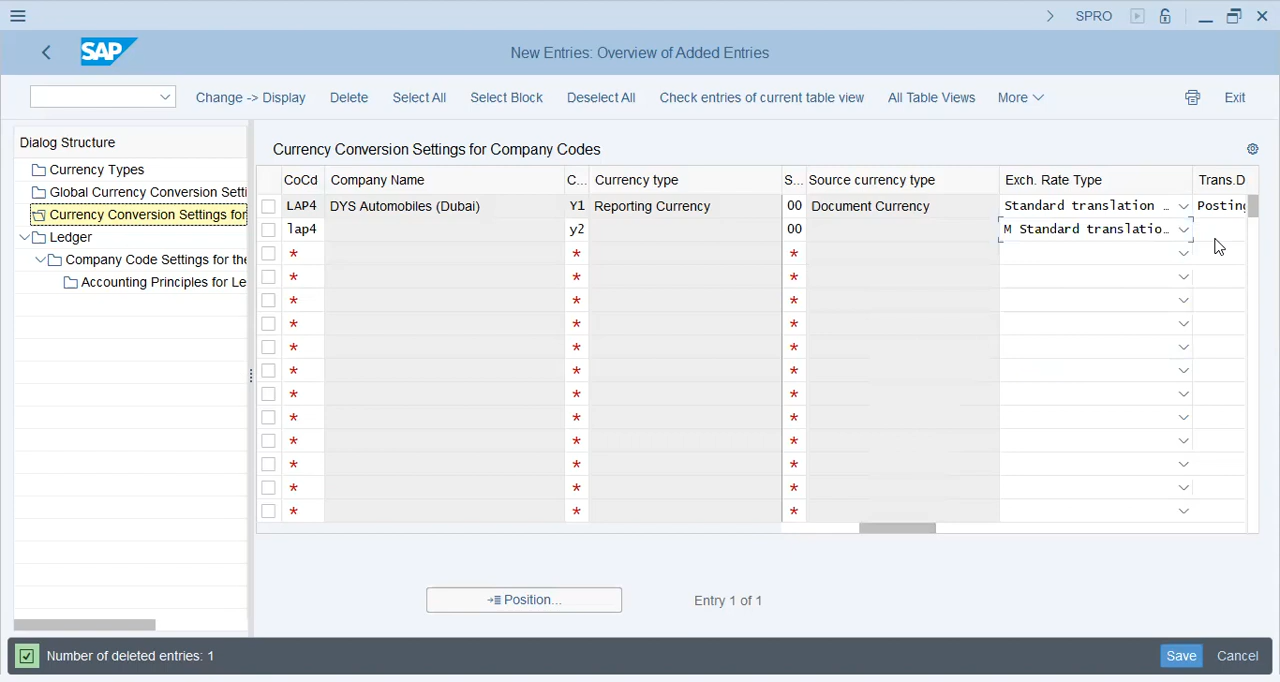 SPRO
SAP
New Entries: Overview of Added Entries
Change -> Display Delete Select All Select Block Deselect All Check entries of current table view All Table Views More Exit
Dialog Structure
Currency Types
Global Currency Conversion Setti
Currency Conversion Settings for
Ledger
Company Code Settings for the
Accounting Principles for Le
Currency Conversion Settings for Company Codes
CoCd Company Name C... Currency type S... Source currency type Exch. Rate Type Trans.D
LAP4 DYS Automobiles (Dubai) Y1 Reporting Currency 00 Document Currency Standard translation … Posting
lap4 y2 00 M Standard translatio…
* * *
* * *
* * *
* * *
* * *
* * *
* * *
* * *
* * *
* * *
* * *
* * *
Position... Entry 1 of 1
Number of deleted entries: 1 Save Cancel